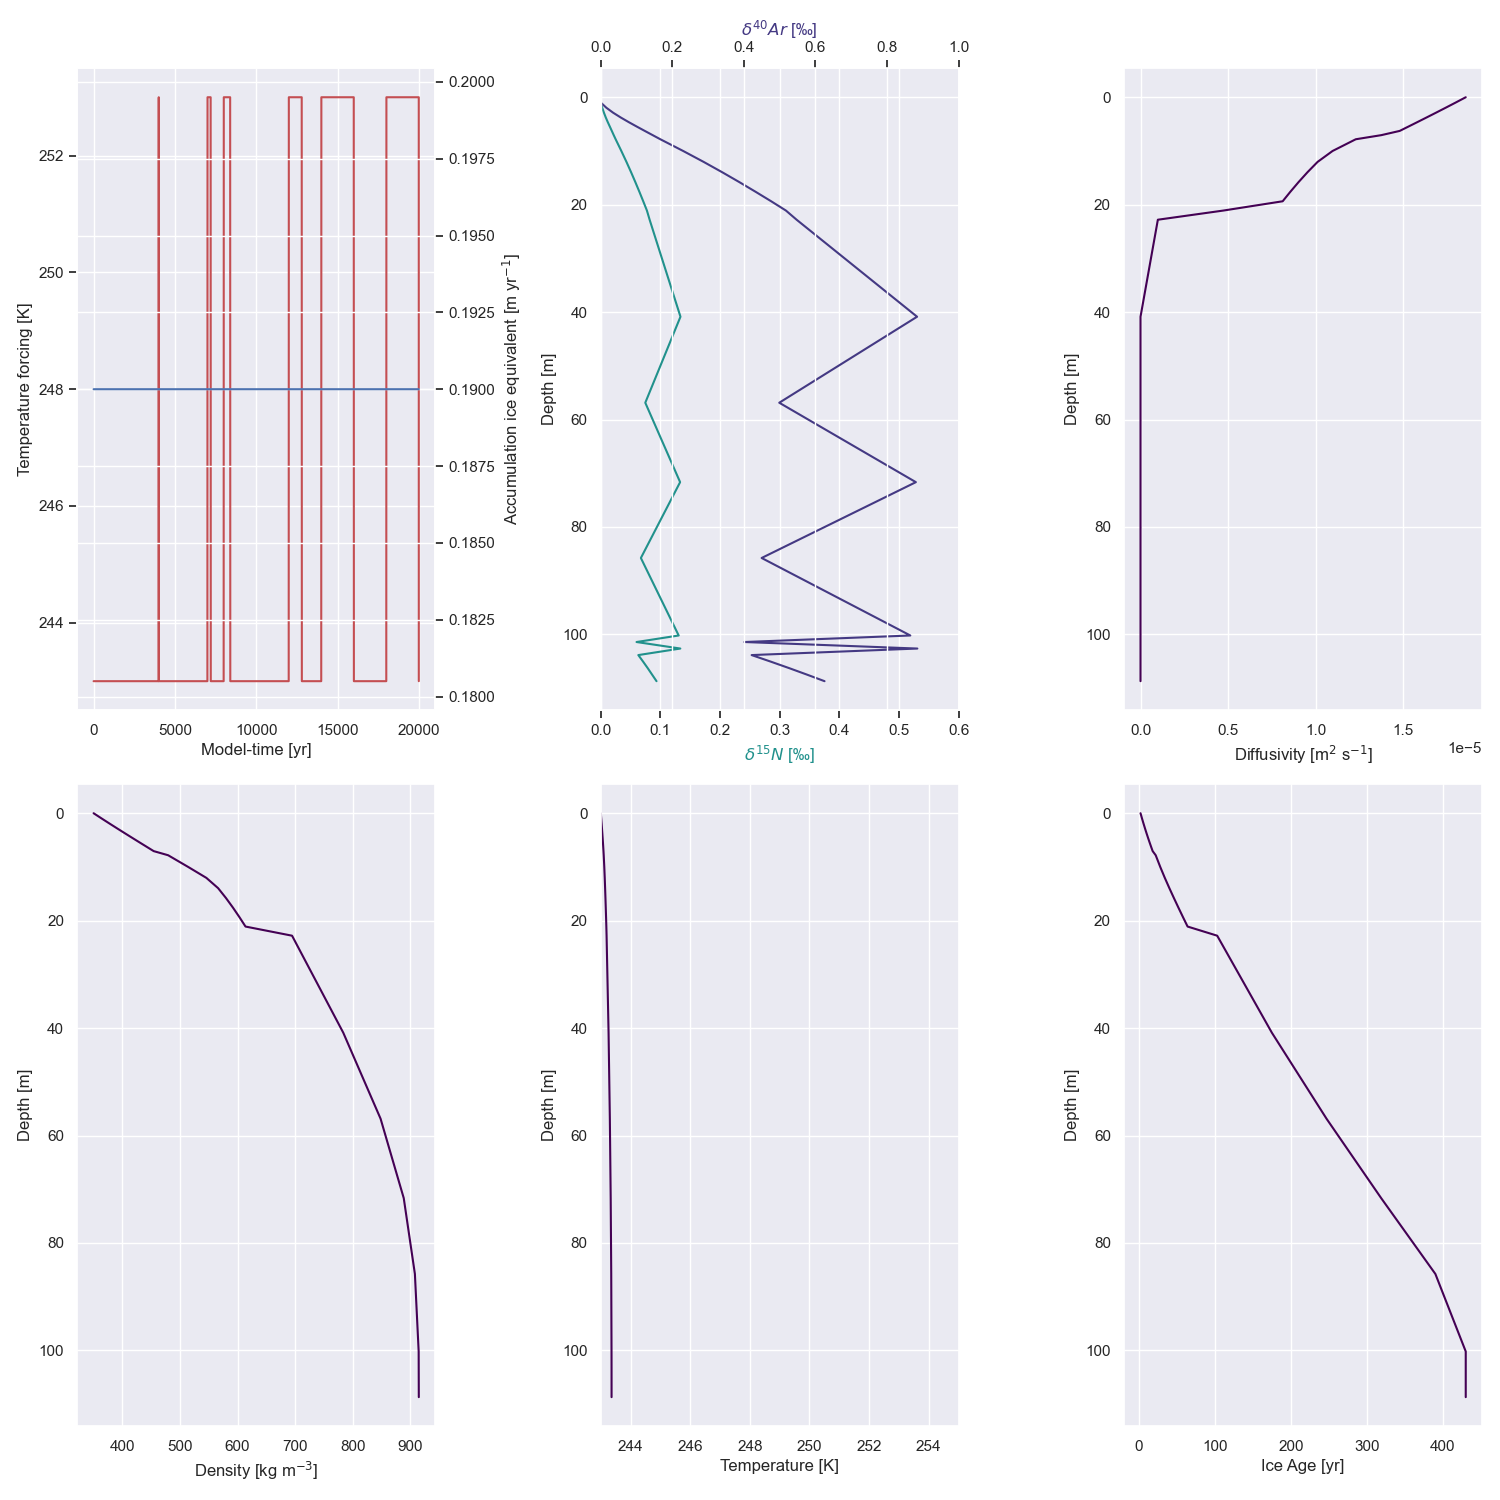 252
250
248
246
244
Temperature forcing [K]
0 5000 10000 15000 20000
Model-time [yr]
0.2000
0.1975
0.1950
0.1925
0.1900
0.1875
0.1850
0.1825
0.1800
Accumulation ice equivalent [m yr⁻¹]
δ⁴⁰Ar [‰]
0.0 0.2 0.4 0.6 0.8 1.0
0
20
40
60
80
100
Depth [m]
0.0 0.1 0.2 0.3 0.4 0.5 0.6
δ¹⁵N [‰]
0
20
40
60
80
100
Depth [m]
0.0 0.5 1.0 1.5
1e−5
Diffusivity [m² s⁻¹]
0
20
40
60
80
100
Depth [m]
400 500 600 700 800 900
Density [kg m⁻³]
0
20
40
60
80
100
Depth [m]
244 246 248 250 252 254
Temperature [K]
0
20
40
60
80
100
Depth [m]
0 100 200 300 400
Ice Age [yr]